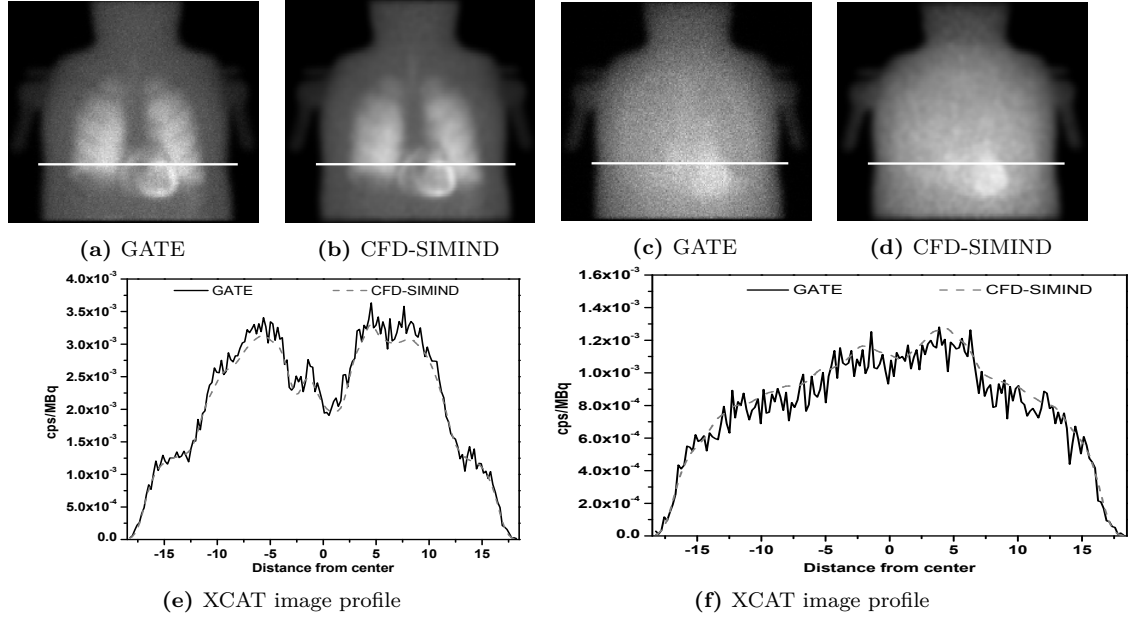 (a) GATE
(b) CFD-SIMIND
(c) GATE
(d) CFD-SIMIND
4.0x10⁻³
3.5x10⁻³
3.0x10⁻³
2.5x10⁻³
2.0x10⁻³
1.5x10⁻³
1.0x10⁻³
5.0x10⁻⁴
0.0
cps/MBq
GATE
CFD-SIMIND
-15 -10 -5 0 5 10 15
Distance from center
(e) XCAT image profile
1.6x10⁻³
1.4x10⁻³
1.2x10⁻³
1.0x10⁻³
8.0x10⁻⁴
6.0x10⁻⁴
4.0x10⁻⁴
2.0x10⁻⁴
0.0
cps/MBq
GATE
CFD-SIMIND
-15 -10 -5 0 5 10 15
Distance from center
(f) XCAT image profile